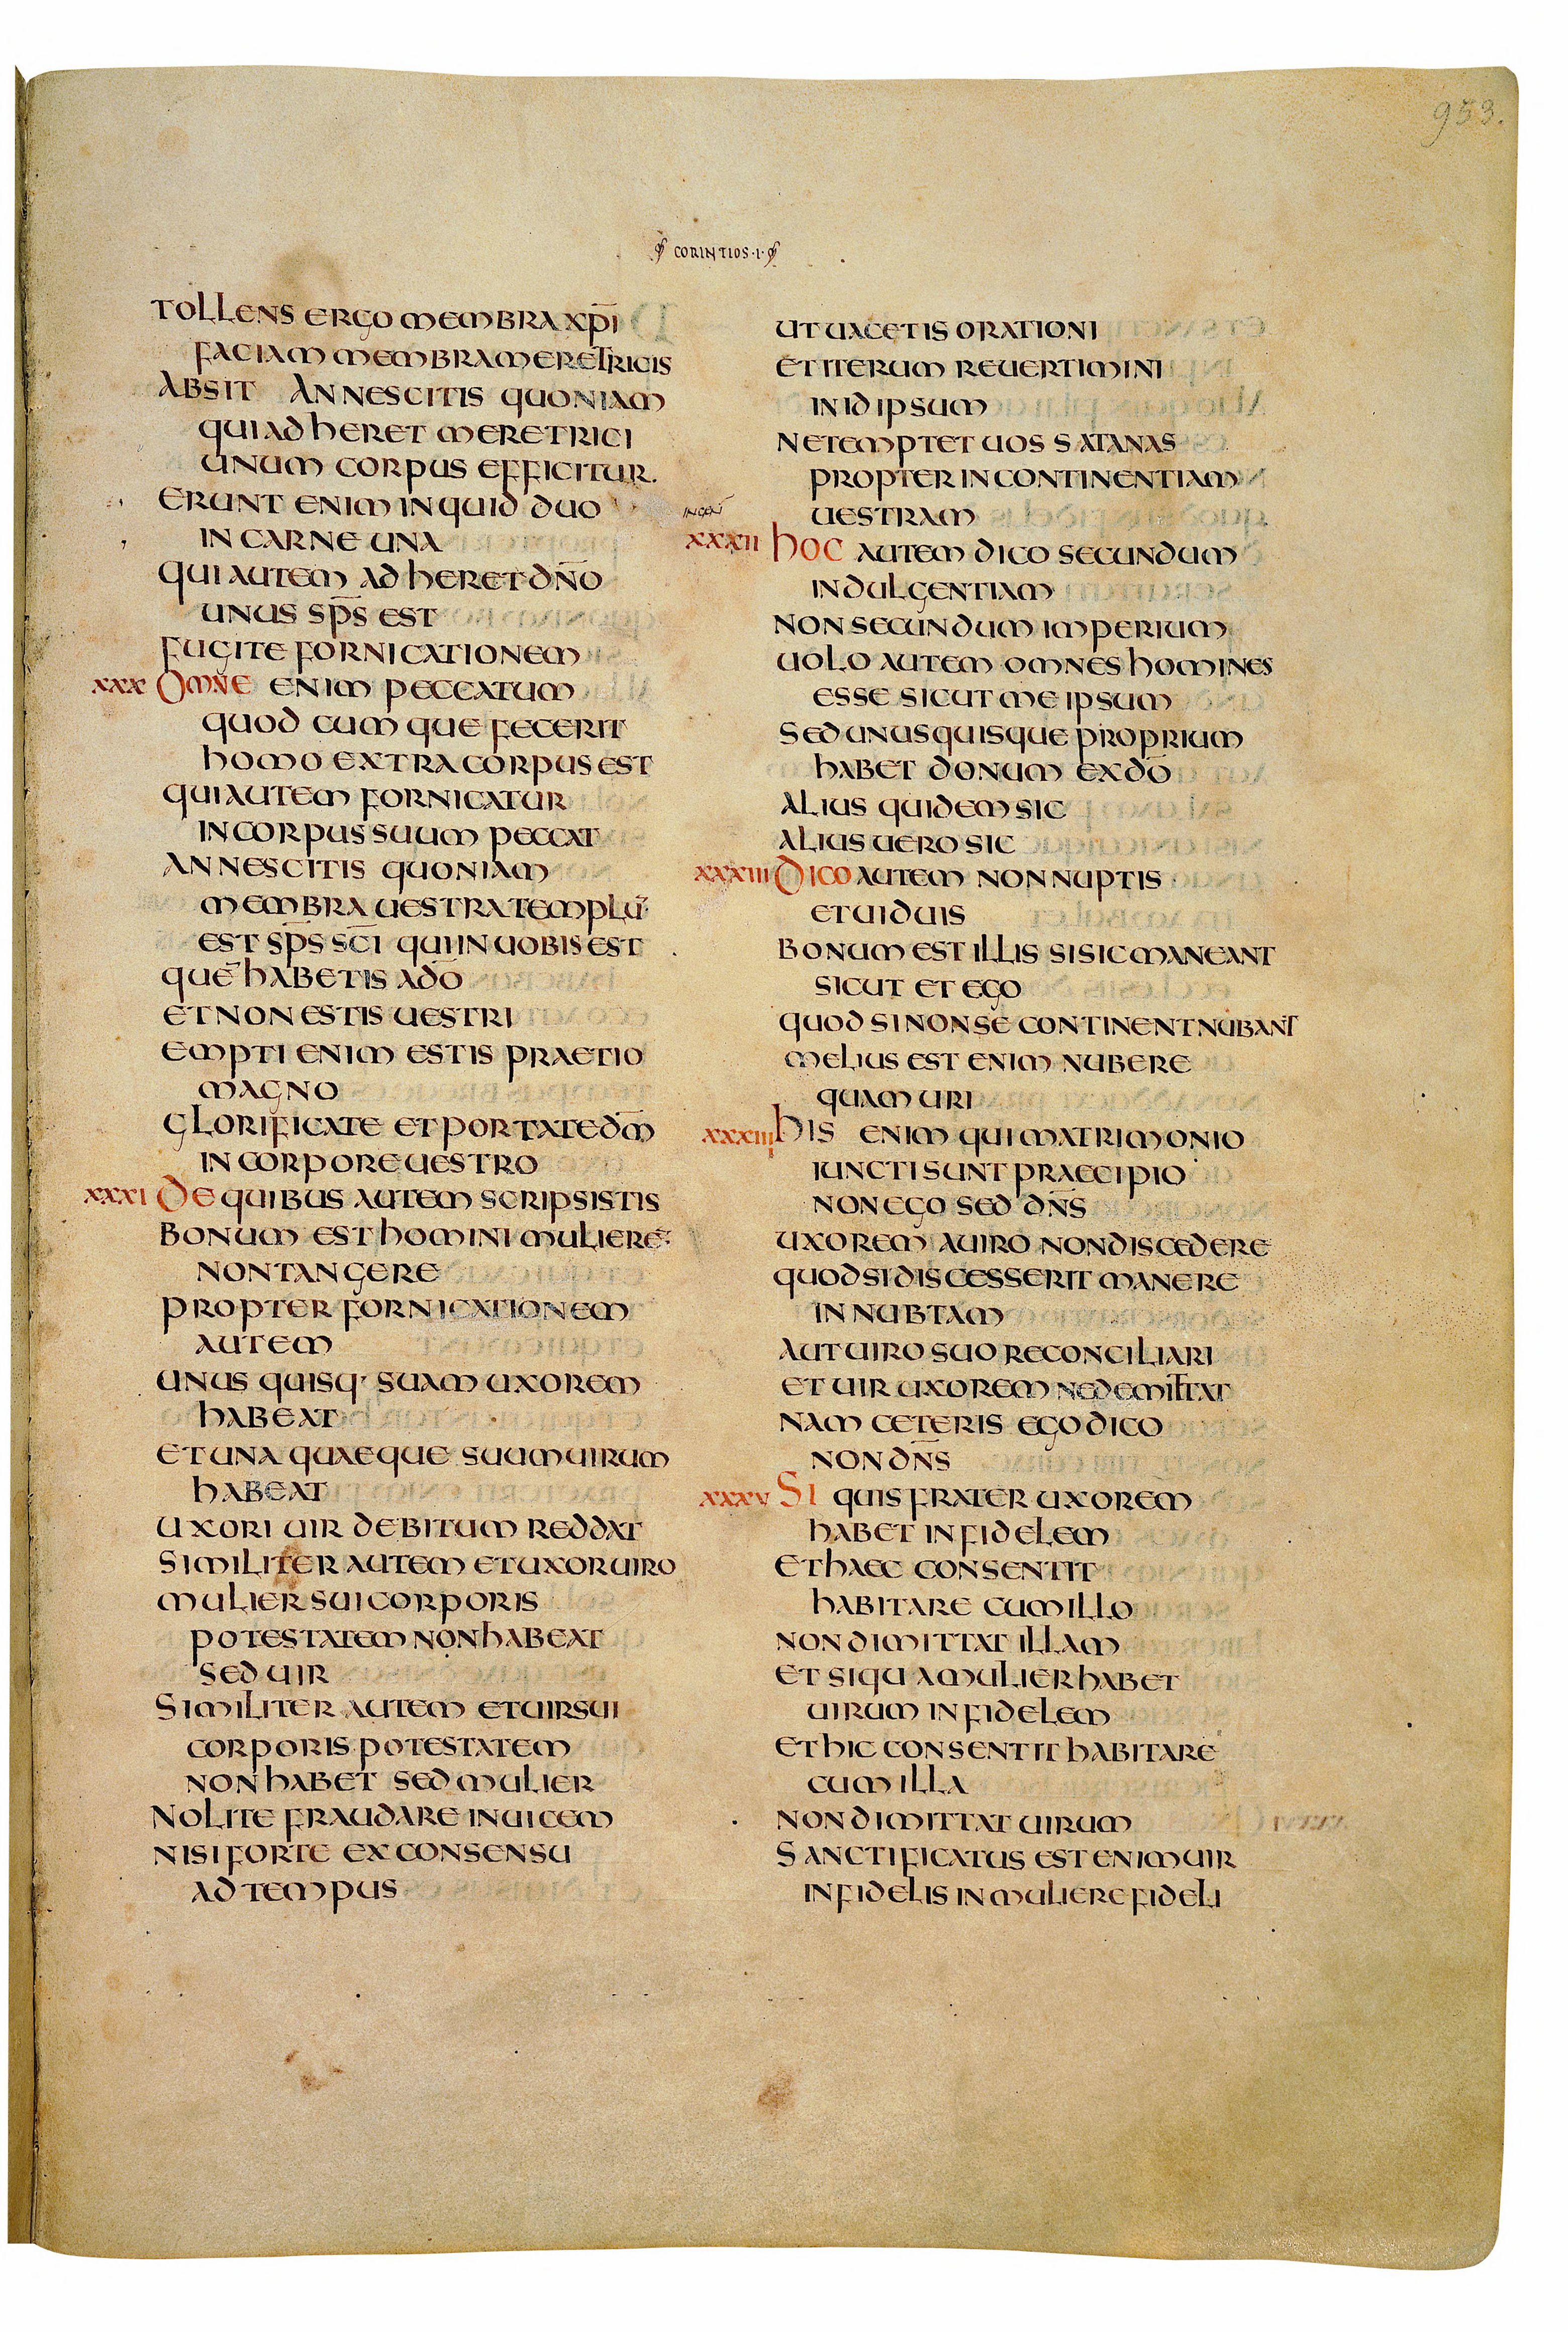 953.
CORINTIOS · I ·
TOLLENS ERGO MEMBRA XP̅I
FACIAM MEMBRA MERETRICIS
ABSIT AN NESCITIS QUONIAM
QUI ADHERET MERETRICI
UNUM CORPUS EFFICITUR.
ERUNT ENIM INQUID DUO
IN CARNE UNA
QUI AUTEM ADHERET DN̅O
UNUS SP̅S EST
FUGITE FORNICATIONEM
XXX OMNE ENIM PECCATUM
QUODCUMQUE FECERIT
HOMO EXTRA CORPUS EST
QUI AUTEM FORNICATUR
IN CORPUS SUUM PECCAT
AN NESCITIS QUONIAM
MEMBRA UESTRA TEMPLU̅
EST SP̅S SC̅I QUI IN UOBIS EST
QUE̅ HABETIS A DO̅
ET NON ESTIS UESTRI
EMPTI ENIM ESTIS PRAETIO
MAGNO
GLORIFICATE ET PORTATE DM̅
IN CORPORE UESTRO
XXXI DE QUIBUS AUTEM SCRIPSISTIS
BONUM EST HOMINI MULIERE̅
NON TANGERE
PROPTER FORNICATIONEM
AUTEM
UNUS QUISQ· SUAM UXOREM
HABEAT
ET UNAQUAEQUE SUUM UIRUM
HABEAT
UXORI UIR DEBITUM REDDAT
SIMILITER AUTEM ET UXOR UIRO
MULIER SUI CORPORIS
POTESTATEM NON HABEAT
SED UIR
SIMILITER AUTEM ET UIR SUI
CORPORIS POTESTATEM
NON HABET SED MULIER
NOLITE FRAUDARE INUICEM
NISI FORTE EX CONSENSU
AD TEMPUS
UT UACETIS ORATIONI
ET ITERUM REUERTIMINI
IN IDIPSUM
NE TEMPTET UOS SATANAS
PROPTER INCONTINENTIAM
UESTRAM
XXXII HOC AUTEM DICO SECUNDUM
INDULGENTIAM
NON SECUNDUM IMPERIUM
UOLO AUTEM OMNES HOMINES
ESSE SICUT ME IPSUM
SED UNUSQUISQUE PROPRIUM
HABET DONUM EX DO̅
ALIUS QUIDEM SIC
ALIUS UERO SIC
XXXIII DICO AUTEM NON NUPTIS
ET UIDUIS
BONUM EST ILLIS SI SIC MANEANT
SICUT ET EGO
QUOD SI NON SE CONTINENT NUBANT
MELIUS EST ENIM NUBERE
QUAM URI
XXXIIII HIS ENIM QUI MATRIMONIO
IUNCTI SUNT PRAECIPIO
NON EGO SED DN̅S
UXOREM A UIRO NON DISCEDERE
QUOD SI DISCESSERIT MANERE
INNUBTAM
AUT UIRO SUO RECONCILIARI
ET UIR UXOREM NE DEMITTAT
NAM CETERIS EGO DICO
NON DN̅S
XXXV SI QUIS FRATER UXOREM
HABET INFIDELEM
ET HAEC CONSENTIT
HABITARE CUM ILLO
NON DIMITTAT ILLAM
ET SI QUA MULIER HABET
UIRUM INFIDELEM
ET HIC CONSENTIT HABITARE
CUM ILLA
NON DIMITTAT UIRUM
SANCTIFICATUS EST ENIM UIR
INFIDELIS IN MULIERE FIDELI